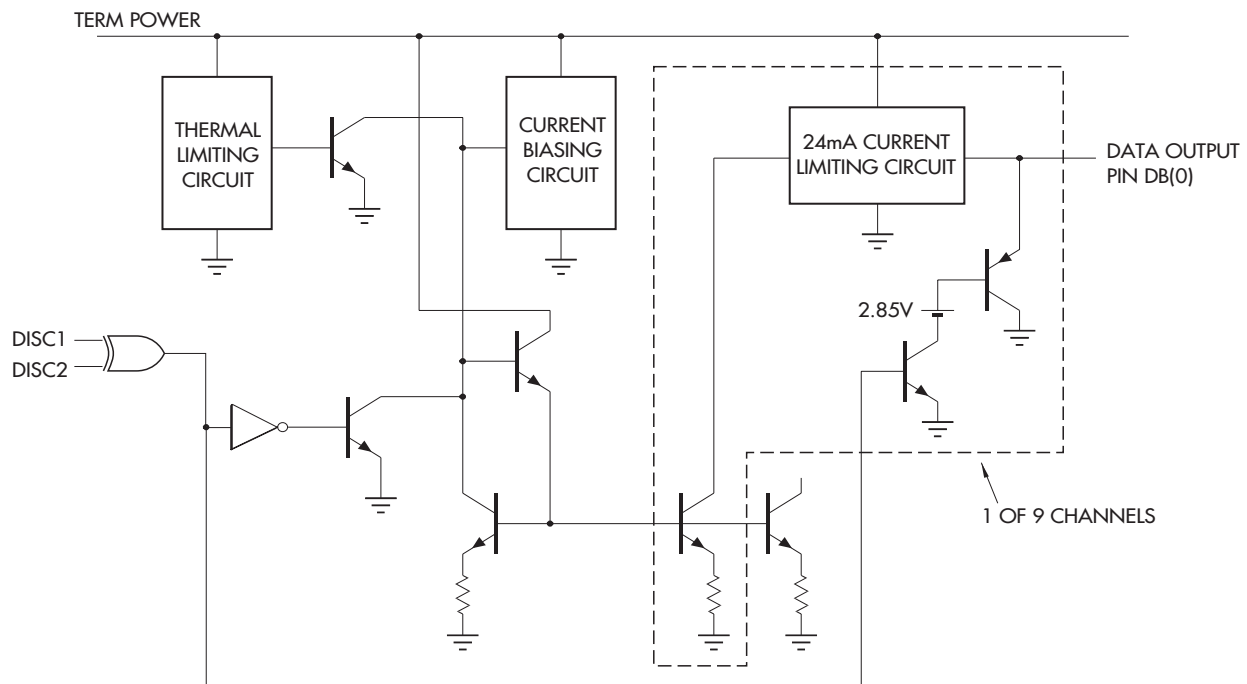 TERM POWER
THERMAL
LIMITING
CIRCUIT
CURRENT
BIASING
CIRCUIT
24mA CURRENT
LIMITING CIRCUIT
DATA OUTPUT
PIN DB(0)
2.85V
DISC1
DISC2
1 OF 9 CHANNELS